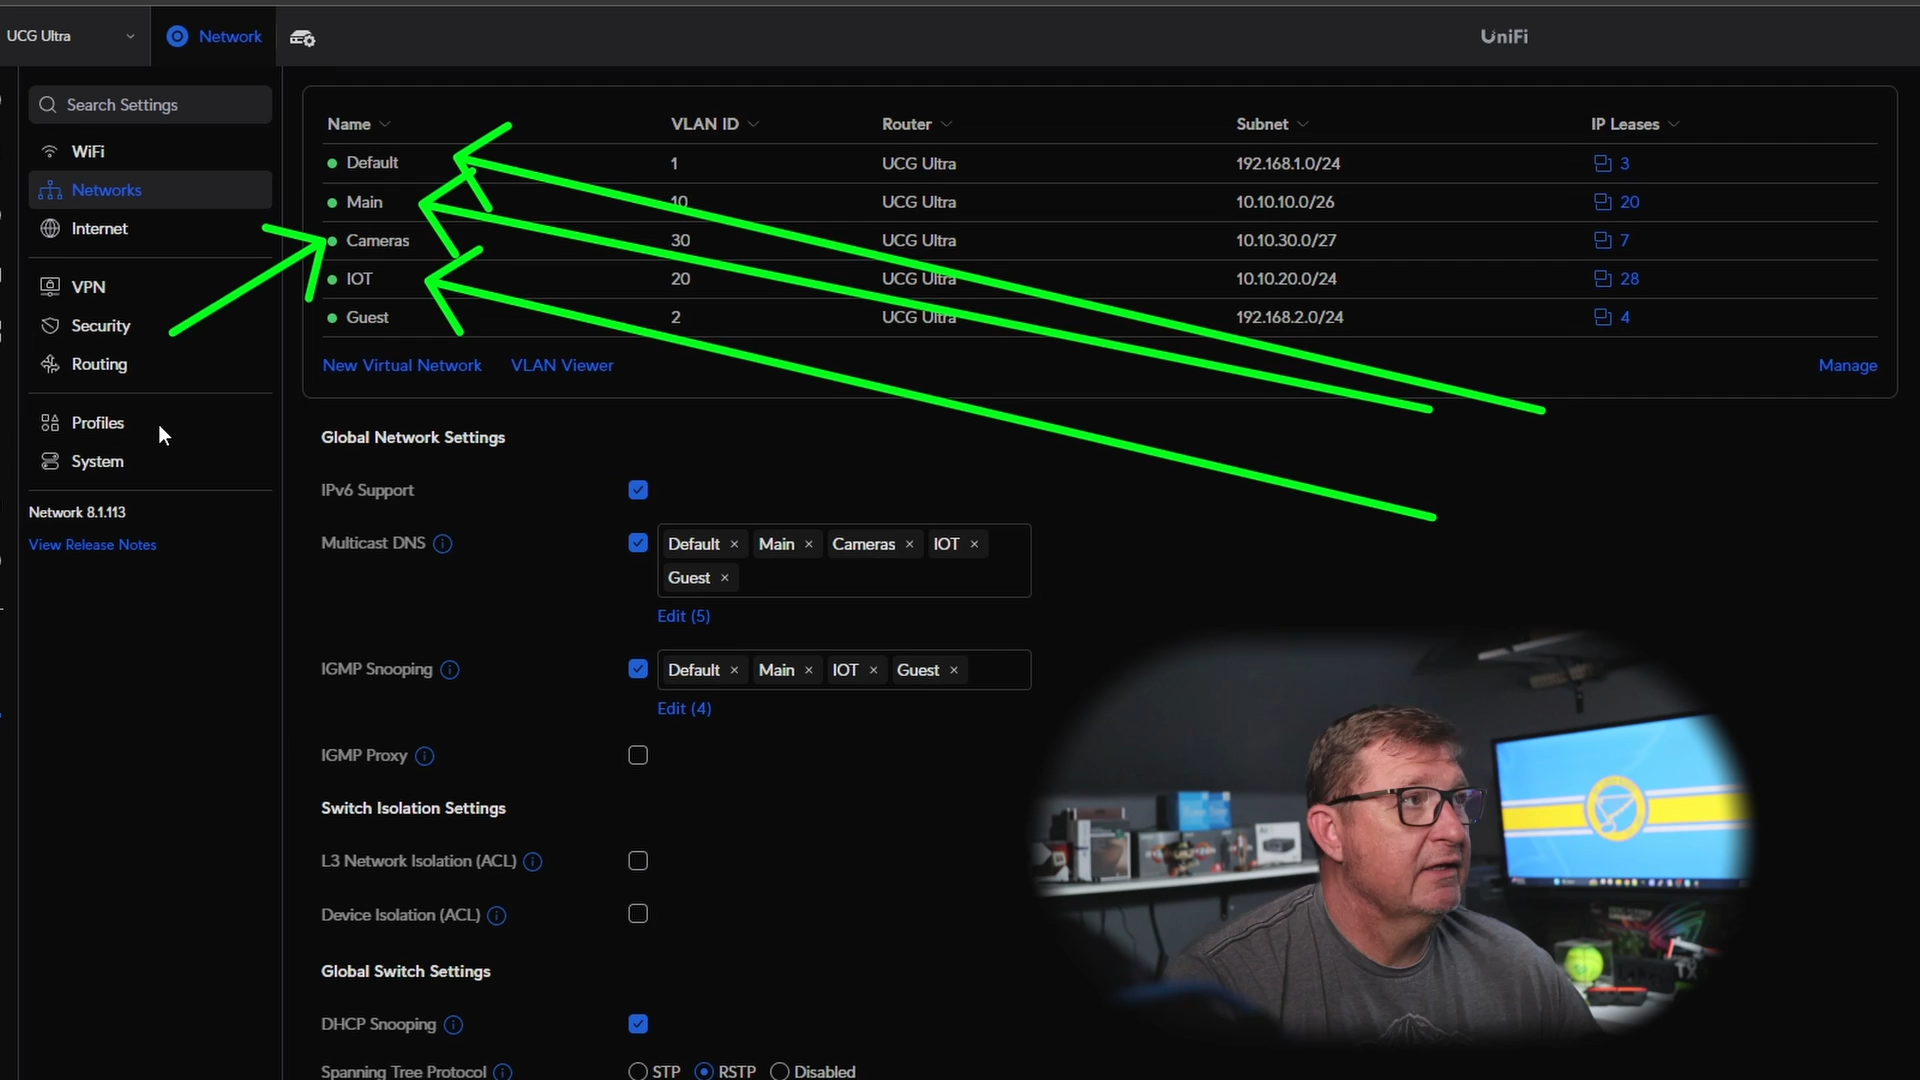 UCG Ultra
Network
UniFi
Search Settings
WiFi
Networks
Internet
VPN
Security
Routing
Profiles
System
Network 8.1.113
View Release Notes
Name VLAN ID Router Subnet IP Leases
Default 1 UCG Ultra 192.168.1.0/24 3
Main 10 UCG Ultra 10.10.10.0/26 20
Cameras 30 UCG Ultra 10.10.30.0/27 7
IOT 20 UCG Ultra 10.10.20.0/24 28
Guest 2 UCG Ultra 192.168.2.0/24 4
New Virtual Network VLAN Viewer Manage
Global Network Settings
IPv6 Support
Multicast DNS Default × Main × Cameras × IOT ×
Guest ×
Edit (5)
IGMP Snooping Default × Main × IOT × Guest ×
Edit (4)
IGMP Proxy
Switch Isolation Settings
L3 Network Isolation (ACL)
Device Isolation (ACL)
Global Switch Settings
DHCP Snooping
Spanning Tree Protocol STP RSTP Disabled